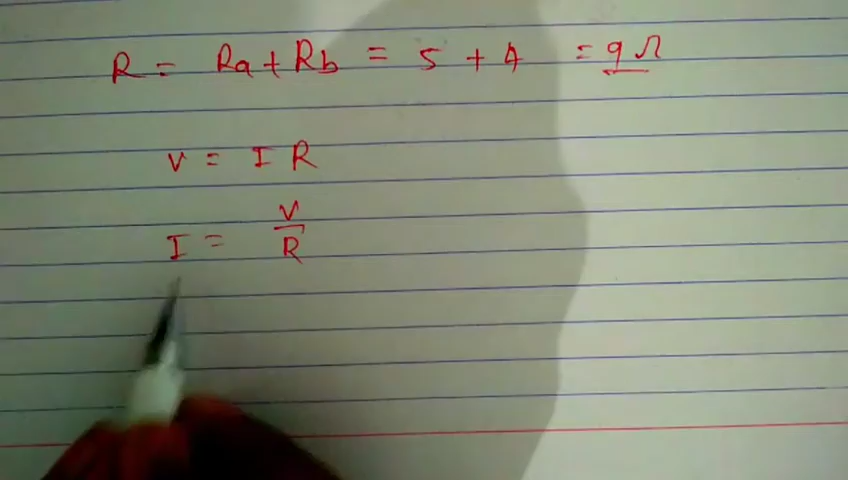 R = Ra + Rb = 5 + 4 = 9 Ω
V = I R
I = V / R